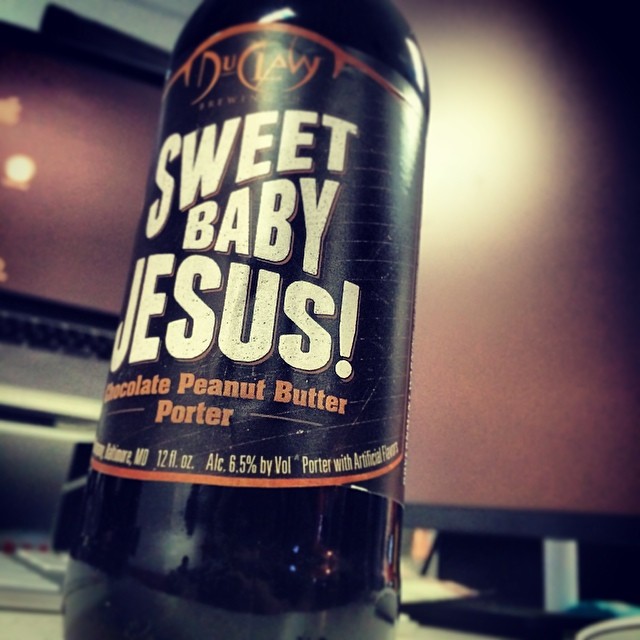 DUCLAW
BREWING
SWEET
BABY
JESUS!
Chocolate Peanut Butter
Porter
Baltimore, MD 12 fl. oz. Alc. 6.5% by Vol Porter with Artificial Flavors